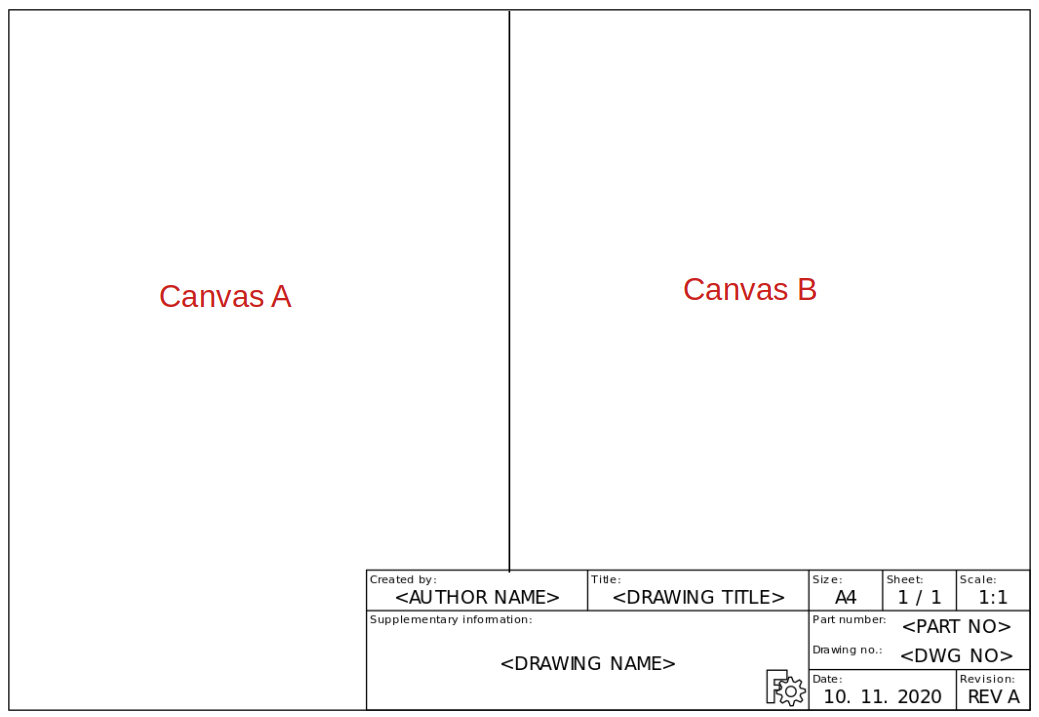 Canvas A
Canvas B
Created by:
<AUTHOR NAME>
Title:
<DRAWING TITLE>
Size:
A4
Sheet:
1 / 1
Scale:
1:1
Supplementary information:
<DRAWING NAME>
Part number:
<PART NO>
Drawing no.:
<DWG NO>
Date:
10. 11. 2020
Revision:
REV A